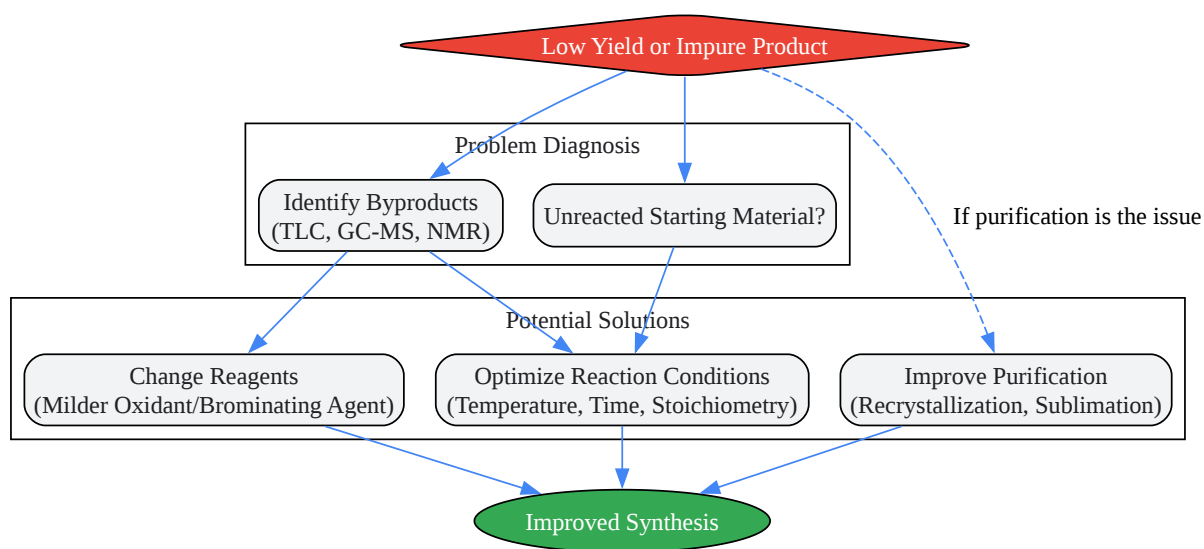 Low Yield or Impure Product
Problem Diagnosis
Identify Byproducts
(TLC, GC-MS, NMR)
Unreacted Starting Material?
If purification is the issue
Potential Solutions
Change Reagents
(Milder Oxidant/Brominating Agent)
Optimize Reaction Conditions
(Temperature, Time, Stoichiometry)
Improve Purification
(Recrystallization, Sublimation)
Improved Synthesis